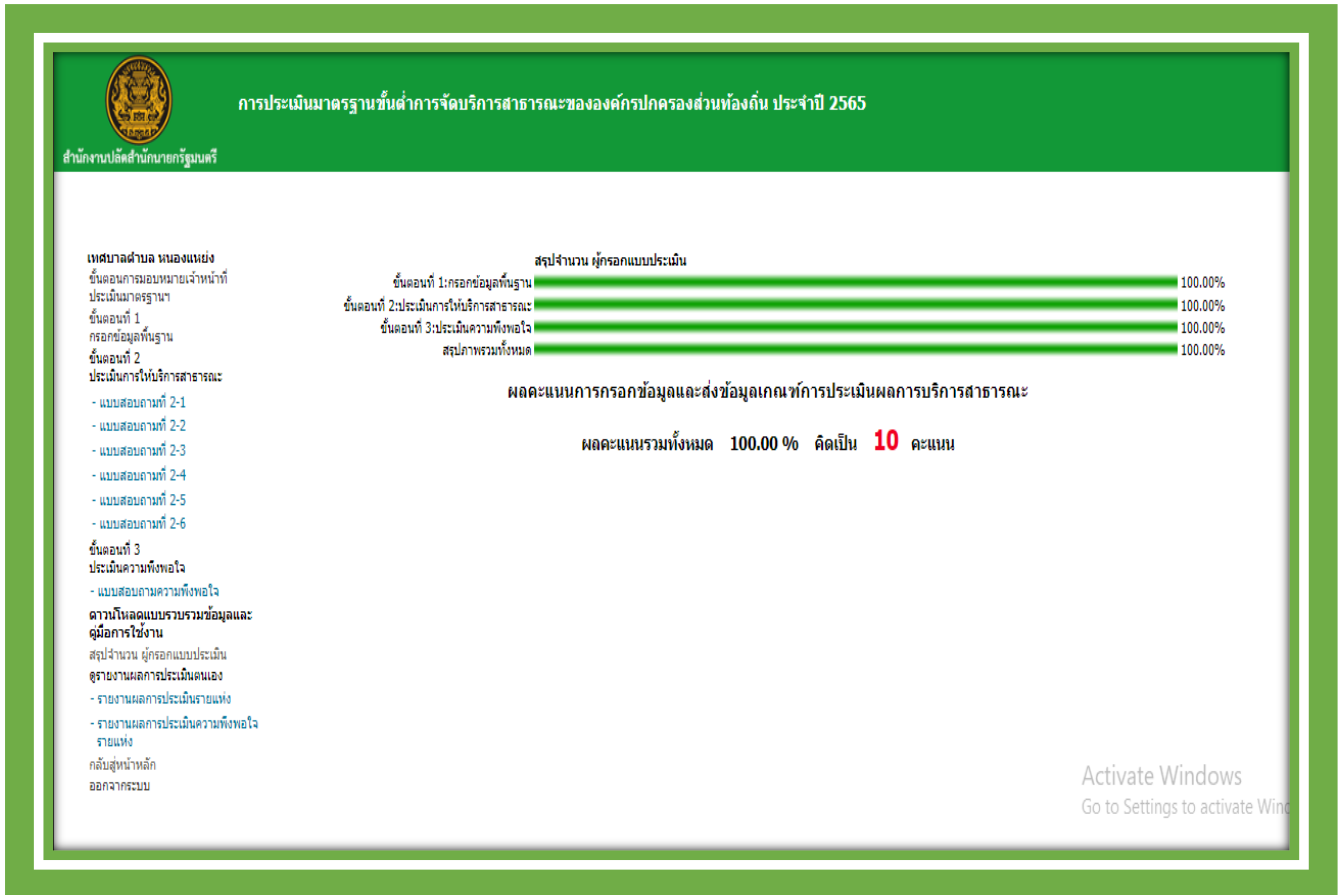 การประเมินมาตรฐานขั้นต่ำการจัดบริการสาธารณะขององค์กรปกครองส่วนท้องถิ่น ประจำปี 2565
สำนักงานปลัดสำนักนายกรัฐมนตรี
เทศบาลตำบล หนองแหย่ง
ขั้นตอนการมอบหมายเจ้าหน้าที่
ประเมินมาตรฐานฯ
ขั้นตอนที่ 1
กรอกข้อมูลพื้นฐาน
ขั้นตอนที่ 2
ประเมินการให้บริการสาธารณะ
- แบบสอบถามที่ 2-1
- แบบสอบถามที่ 2-2
- แบบสอบถามที่ 2-3
- แบบสอบถามที่ 2-4
- แบบสอบถามที่ 2-5
- แบบสอบถามที่ 2-6
ขั้นตอนที่ 3
ประเมินความพึงพอใจ
- แบบสอบถามความพึงพอใจ
ดาวน์โหลดแบบรวบรวมข้อมูลและ
คู่มือการใช้งาน
สรุปจำนวน ผู้กรอกแบบประเมิน
ดูรายงานผลการประเมินตนเอง
- รายงานผลการประเมินรายแห่ง
- รายงานผลการประเมินความพึงพอใจ
รายแห่ง
กลับสู่หน้าหลัก
ออกจากระบบ
สรุปจำนวน ผู้กรอกแบบประเมิน
ขั้นตอนที่ 1:กรอกข้อมูลพื้นฐาน 100.00%
ขั้นตอนที่ 2:ประเมินการให้บริการสาธารณะ 100.00%
ขั้นตอนที่ 3:ประเมินความพึงพอใจ 100.00%
สรุปภาพรวมทั้งหมด 100.00%
ผลคะแนนการกรอกข้อมูลและส่งข้อมูลเกณฑ์การประเมินผลการบริการสาธารณะ
ผลคะแนนรวมทั้งหมด 100.00 % คิดเป็น 10 คะแนน
Activate Windows
Go to Settings to activate Wind